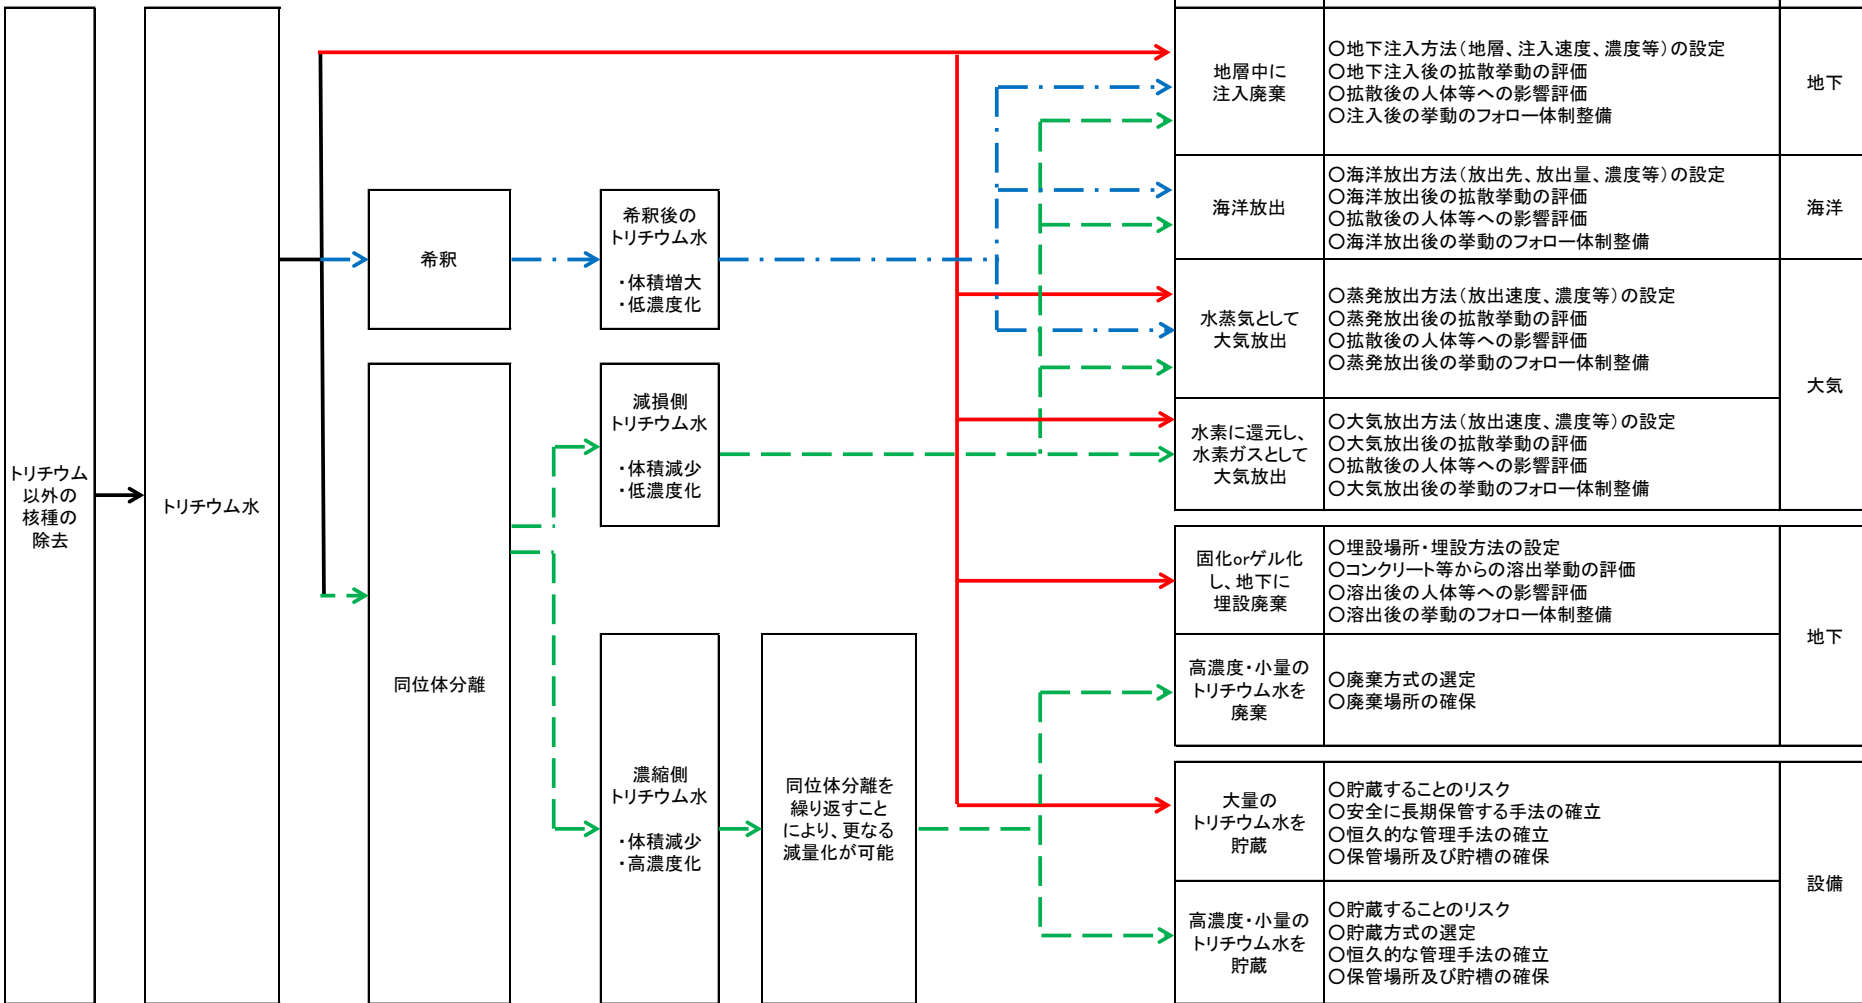 トリチウム
以外の
核種の
除去
トリチウム水
希釈
希釈後の
トリチウム水
・体積増大
・低濃度化
同位体分離
減損側
トリチウム水
・体積減少
・低濃度化
濃縮側
トリチウム水
・体積減少
・高濃度化
同位体分離を
繰り返すこと
により、更なる
減量化が可能
地層中に
注入廃棄
○地下注入方法(地層、注入速度、濃度等)の設定
○地下注入後の拡散挙動の評価
○拡散後の人体等への影響評価
○注入後の挙動のフォロー体制整備
地下
海洋放出
○海洋放出方法(放出先、放出量、濃度等)の設定
○海洋放出後の拡散挙動の評価
○拡散後の人体等への影響評価
○海洋放出後の挙動のフォロー体制整備
海洋
水蒸気として
大気放出
○蒸発放出方法(放出速度、濃度等)の設定
○蒸発放出後の拡散挙動の評価
○拡散後の人体等への影響評価
○蒸発放出後の挙動のフォロー体制整備
大気
水素に還元し、
水素ガスとして
大気放出
○大気放出方法(放出速度、濃度等)の設定
○大気放出後の拡散挙動の評価
○拡散後の人体等への影響評価
○大気放出後の挙動のフォロー体制整備
固化orゲル化
し、地下に
埋設廃棄
○埋設場所・埋設方法の設定
○コンクリート等からの溶出挙動の評価
○溶出後の人体等への影響評価
○溶出後の挙動のフォロー体制整備
地下
高濃度・小量の
トリチウム水を
廃棄
○廃棄方式の選定
○廃棄場所の確保
大量の
トリチウム水を
貯蔵
○貯蔵することのリスク
○安全に長期保管する手法の確立
○恒久的な管理手法の確立
○保管場所及び貯槽の確保
設備
高濃度・小量の
トリチウム水を
貯蔵
○貯蔵することのリスク
○貯蔵方式の選定
○恒久的な管理手法の確立
○保管場所及び貯槽の確保